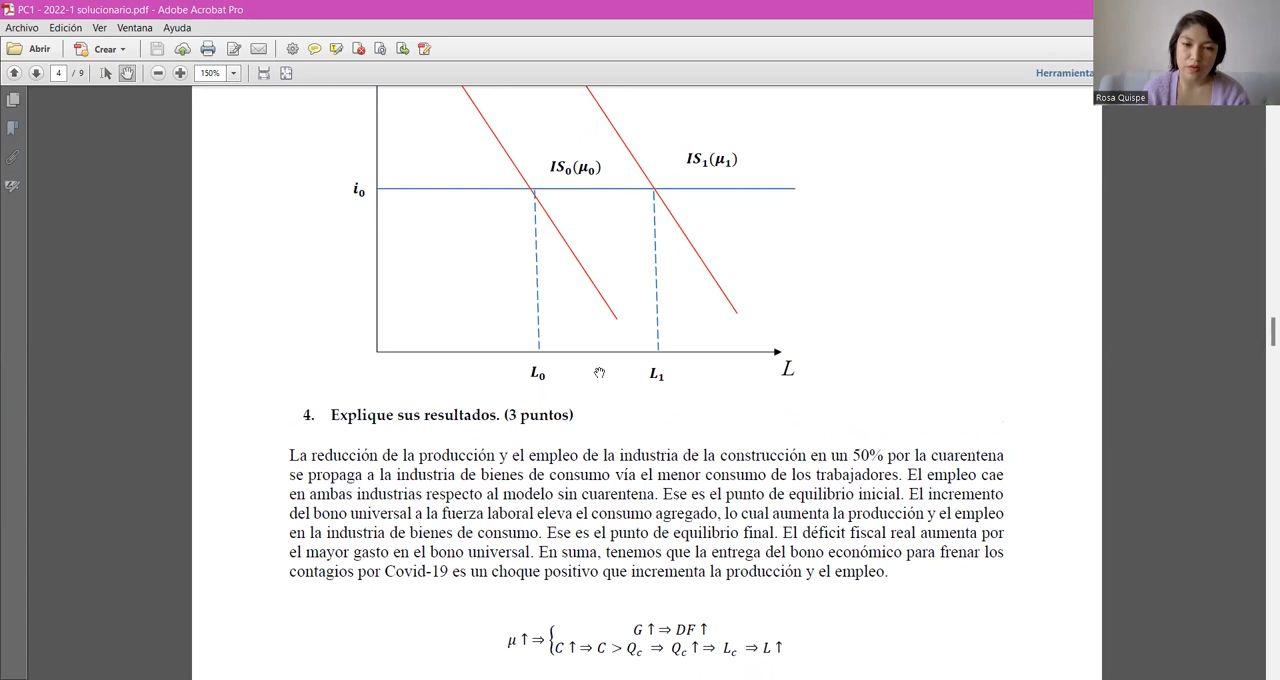 PC1 - 2022-1 solucionario.pdf - Adobe Acrobat Pro
Archivo Edición Ver Ventana Ayuda
Abrir Crear
4 / 9 150% Herramienta
Rosa Quispe
IS₀(μ₀) IS₁(μ₁)
i₀
L₀ L₁ L
4. Explique sus resultados. (3 puntos)
La reducción de la producción y el empleo de la industria de la construcción en un 50% por la cuarentena
se propaga a la industria de bienes de consumo vía el menor consumo de los trabajadores. El empleo cae
en ambas industrias respecto al modelo sin cuarentena. Ese es el punto de equilibrio inicial. El incremento
del bono universal a la fuerza laboral eleva el consumo agregado, lo cual aumenta la producción y el empleo
en la industria de bienes de consumo. Ese es el punto de equilibrio final. El déficit fiscal real aumenta por
el mayor gasto en el bono universal. En suma, tenemos que la entrega del bono económico para frenar los
contagios por Covid-19 es un choque positivo que incrementa la producción y el empleo.
G ↑ ⇒ DF ↑
μ ↑ ⇒ {
C ↑ ⇒ C > Q_c ⇒ Q_c ↑ ⇒ L_c ⇒ L ↑